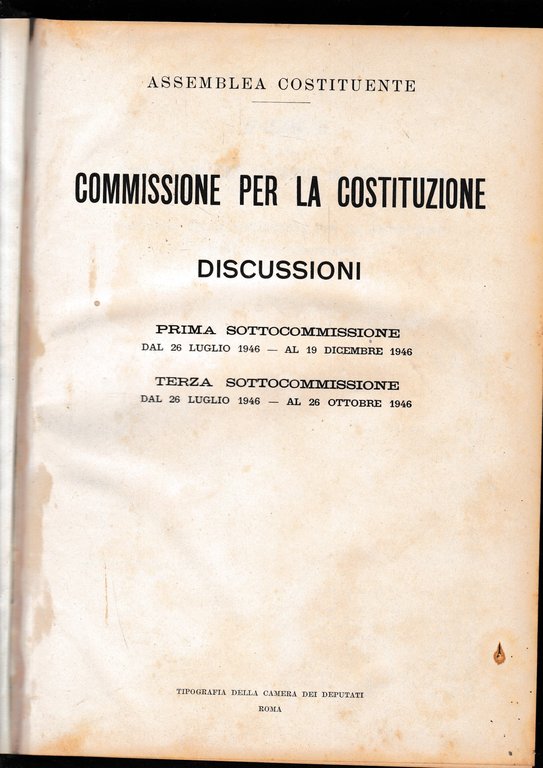 ASSEMBLEA COSTITUENTE
COMMISSIONE PER LA COSTITUZIONE
DISCUSSIONI
PRIMA SOTTOCOMMISSIONE
DAL 26 LUGLIO 1946 — AL 19 DICEMBRE 1946
TERZA SOTTOCOMMISSIONE
DAL 26 LUGLIO 1946 — AL 26 OTTOBRE 1946
TIPOGRAFIA DELLA CAMERA DEI DEPUTATI
ROMA